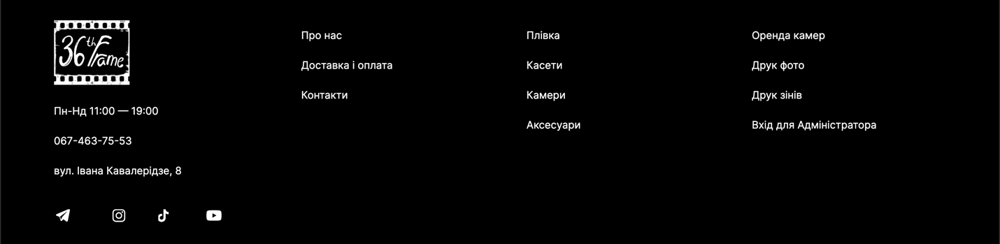 36th Frame
Пн-Нд 11:00 — 19:00
067-463-75-53
вул. Івана Кавалерідзе, 8
Про нас
Доставка і оплата
Контакти
Плівка
Касети
Камери
Аксесуари
Оренда камер
Друк фото
Друк зінів
Вхід для Адміністратора